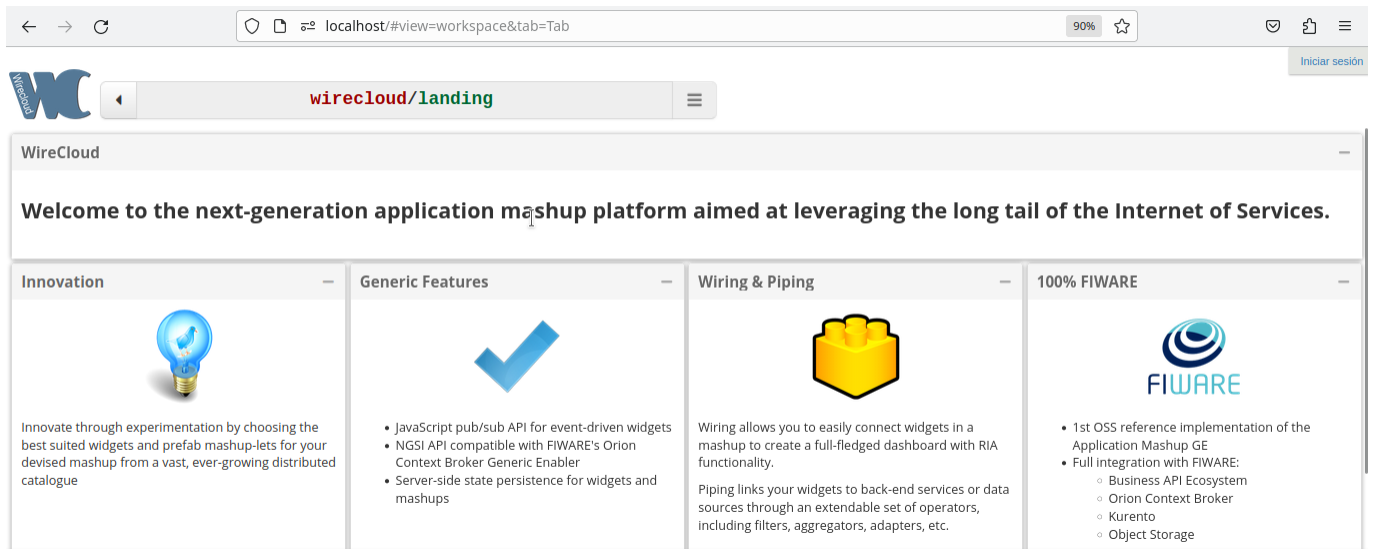 localhost/#view=workspace&tab=Tab
90%
Iniciar sesión
Wirecloud
WC
wirecloud/landing
WireCloud
Welcome to the next-generation application mashup platform aimed at leveraging the long tail of the Internet of Services.
Innovation
Innovate through experimentation by choosing the
best suited widgets and prefab mashup-lets for your
devised mashup from a vast, ever-growing distributed
catalogue
Generic Features
JavaScript pub/sub API for event-driven widgets
NGSI API compatible with FIWARE's Orion
Context Broker Generic Enabler
Server-side state persistence for widgets and
mashups
Wiring & Piping
Wiring allows you to easily connect widgets in a
mashup to create a full-fledged dashboard with RIA
functionality.
Piping links your widgets to back-end services or data
sources through an extendable set of operators,
including filters, aggregators, adapters, etc.
100% FIWARE
FIWARE
1st OSS reference implementation of the
Application Mashup GE
Full integration with FIWARE:
Business API Ecosystem
Orion Context Broker
Kurento
Object Storage